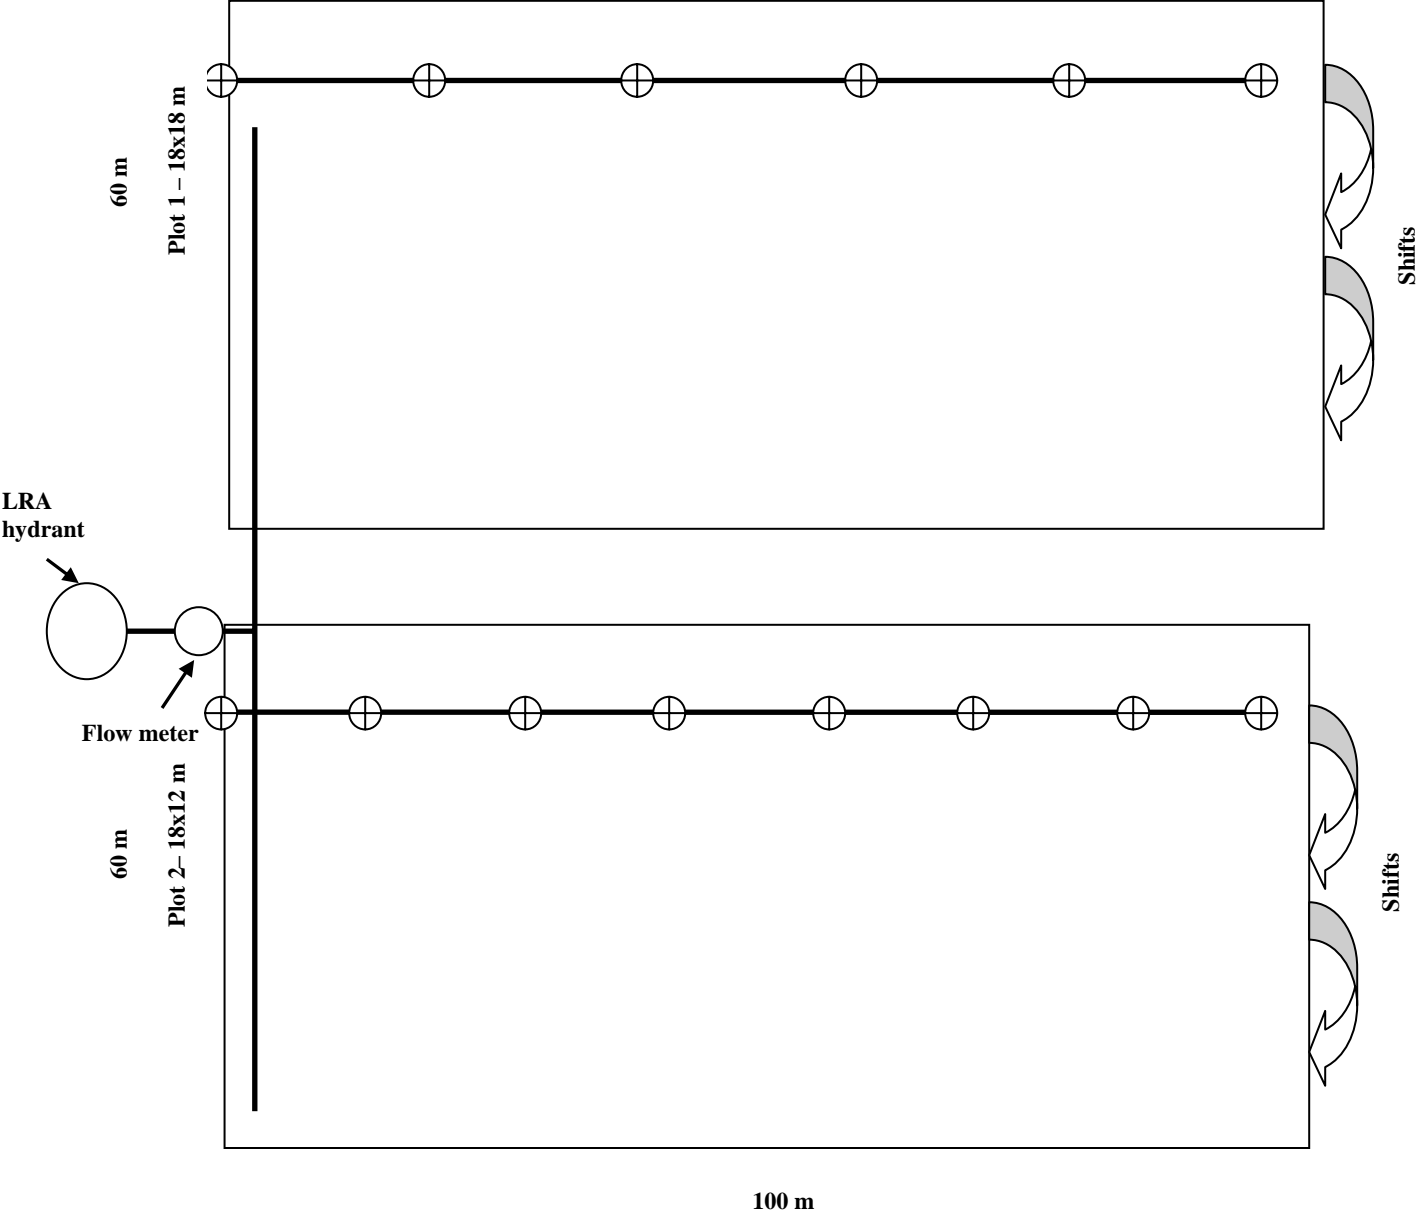 60 m
Plot 1 – 18x18 m
Shifts
LRA
hydrant
Flow meter
60 m
Plot 2– 18x12 m
Shifts
100 m